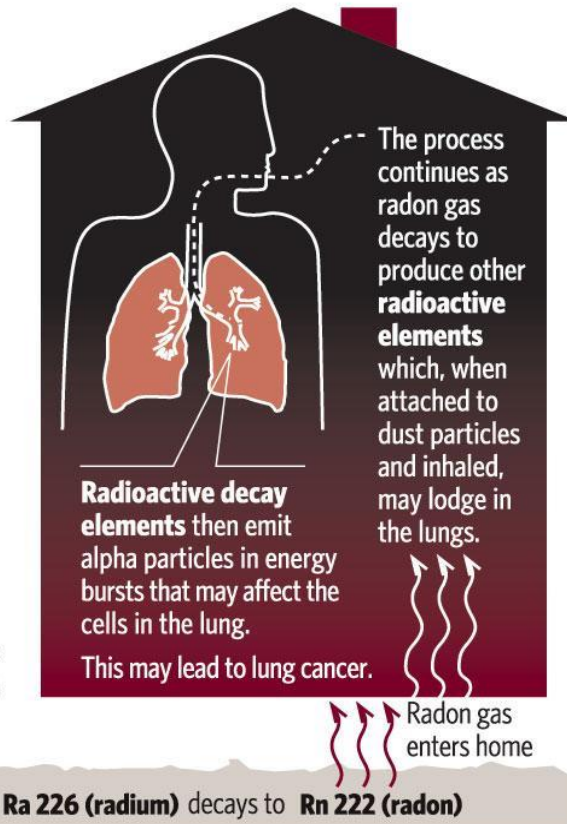 The process
continues as
radon gas
decays to
produce other
radioactive
elements
which, when
attached to
dust particles
and inhaled,
may lodge in
the lungs.
Radioactive decay
elements then emit
alpha particles in energy
bursts that may affect the
cells in the lung.
This may lead to lung cancer.
Radon gas
enters home
Ra 226 (radium) decays to Rn 222 (radon)